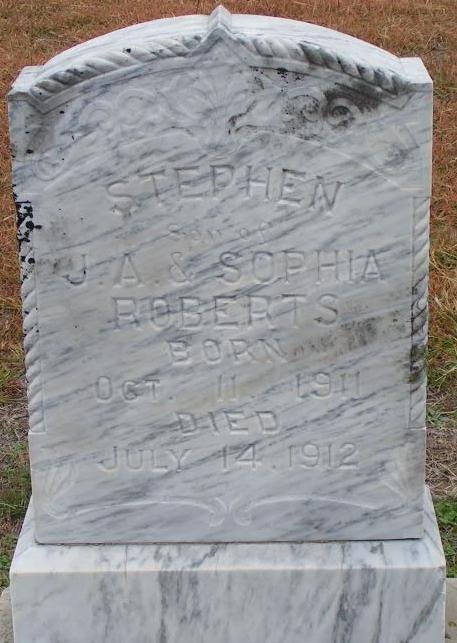 STEPHEN
Son of
J.A. & SOPHIA
ROBERTS
BORN
OCT. 11 1911
DIED
JULY 14.1912